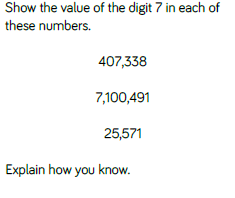 Show the value of the digit 7 in each of
these numbers.
407,338
7,100,491
25,571
Explain how you know.